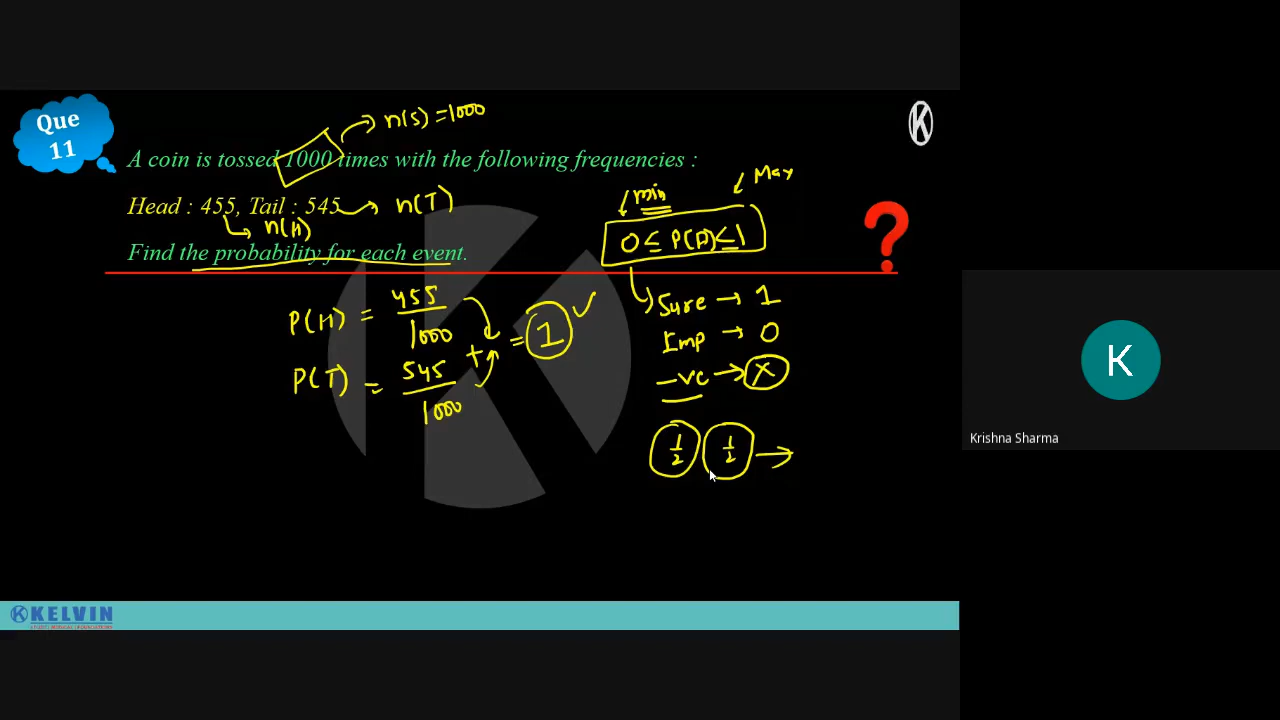 Que
11
n(S) = 1000
A coin is tossed 1000 times with the following frequencies :
Max
min
Head : 455, Tail : 545
n(T)
n(H)
0 ≤ P(D) ≤ 1
Find the probability for each event.
?
P(H) = 455/1000
P(T) = 545/1000
+ = 1 ✓
Sure → 1
Imp → 0
-ve → X
1/2 1/2 →
K
Krishna Sharma
KELVIN